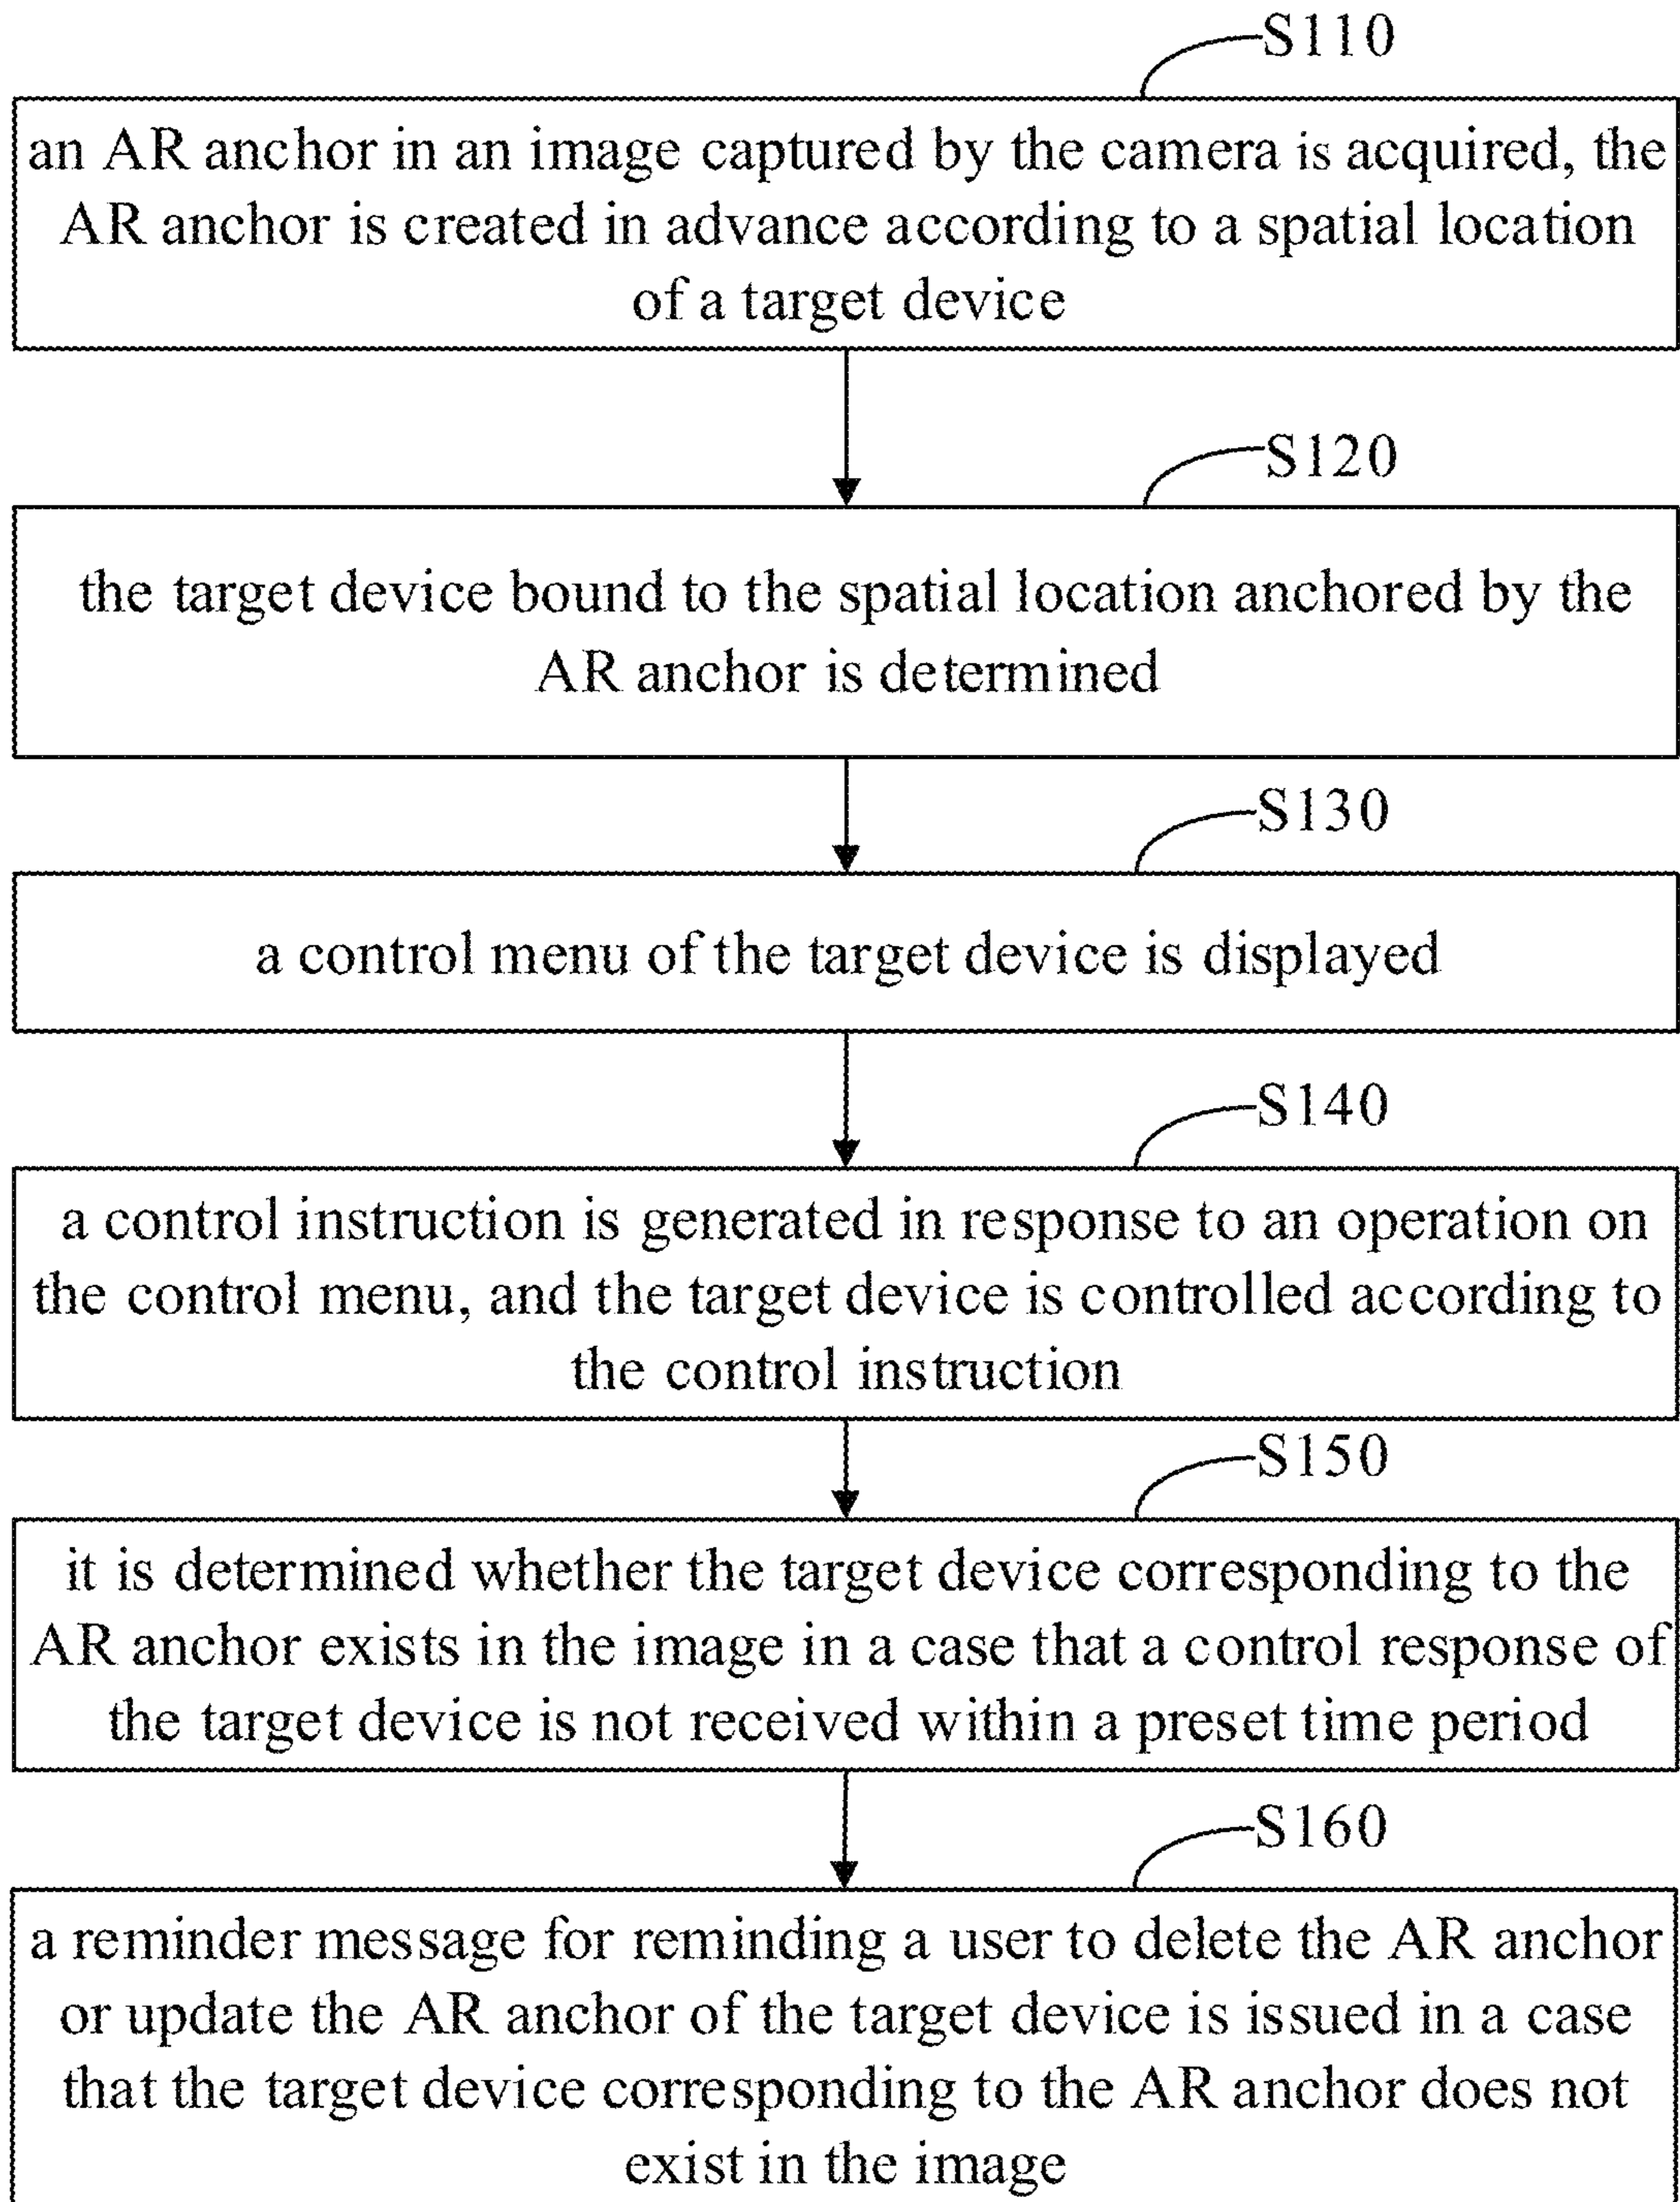 S110
an AR anchor in an image captured by the camera is acquired, the
AR anchor is created in advance according to a spatial location
of a target device
S120
the target device bound to the spatial location anchored by the
AR anchor is determined
S130
a control menu of the target device is displayed
S140
a control instruction is generated in response to an operation on
the control menu, and the target device is controlled according to
the control instruction
S150
it is determined whether the target device corresponding to the
AR anchor exists in the image in a case that a control response of
the target device is not received within a preset time period
S160
a reminder message for reminding a user to delete the AR anchor
or update the AR anchor of the target device is issued in a case
that the target device corresponding to the AR anchor does not
exist in the image